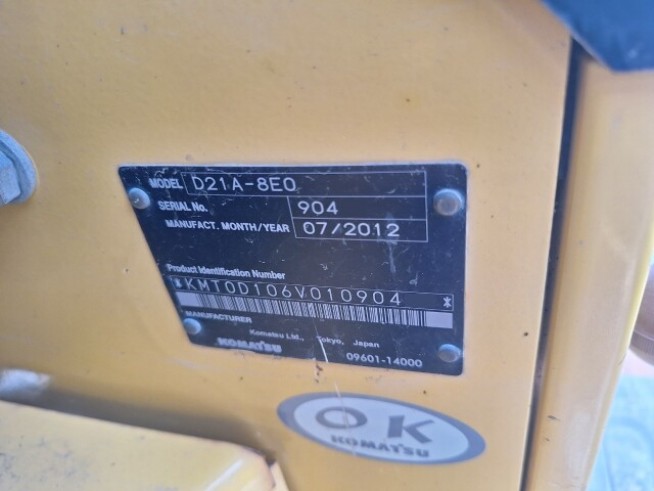 MODEL D21A-8E0
SERIAL No. 904
MANUFACT. MONTH/YEAR 07/2012
Product Identification Number
*KMT0D106V010904*
MANUFACTURER
Komatsu Ltd., Tokyo, Japan
KOMATSU 09601-14000
OK
KOMATSU